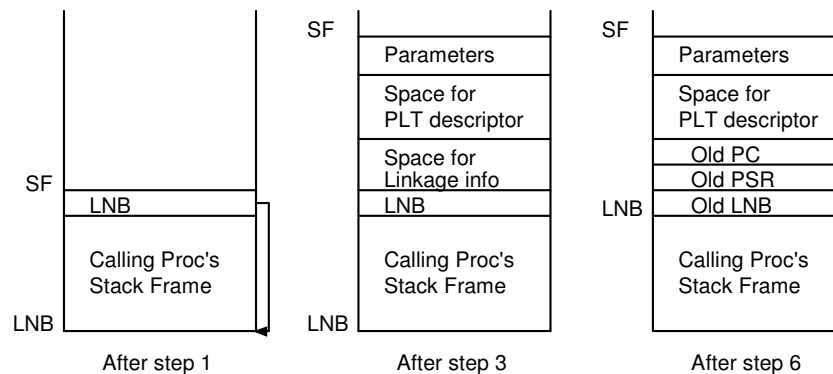 SF
LNB
Calling Proc's
Stack Frame
LNB
After step 1
SF
Parameters
Space for
PLT descriptor
Space for
Linkage info
LNB
Calling Proc's
Stack Frame
LNB
After step 3
SF
Parameters
Space for
PLT descriptor
Old PC
Old PSR
LNB
Old LNB
Calling Proc's
Stack Frame
After step 6